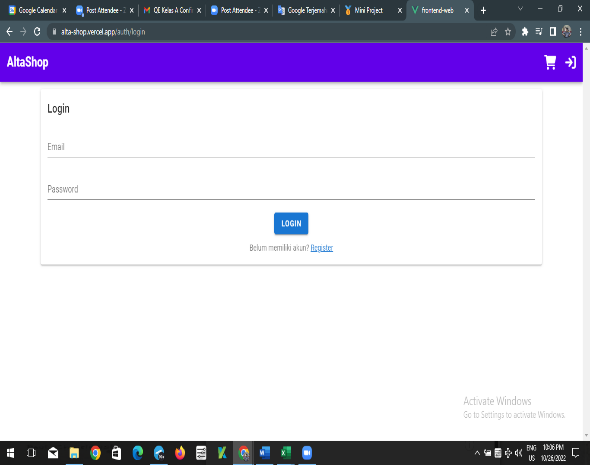 Google Calendar
Post Attendee - Z
QE Kelas A Confi
Post Attendee - Z
Google Terjemah
Mini Project
frontend-web
alta-shop.vercel.app/auth/login
AltaShop
Login
Email
Password
LOGIN
Belum memiliki akun? Register
Activate Windows
Go to Settings to activate Windows.
ENG
US
10:06 PM
10/26/2022